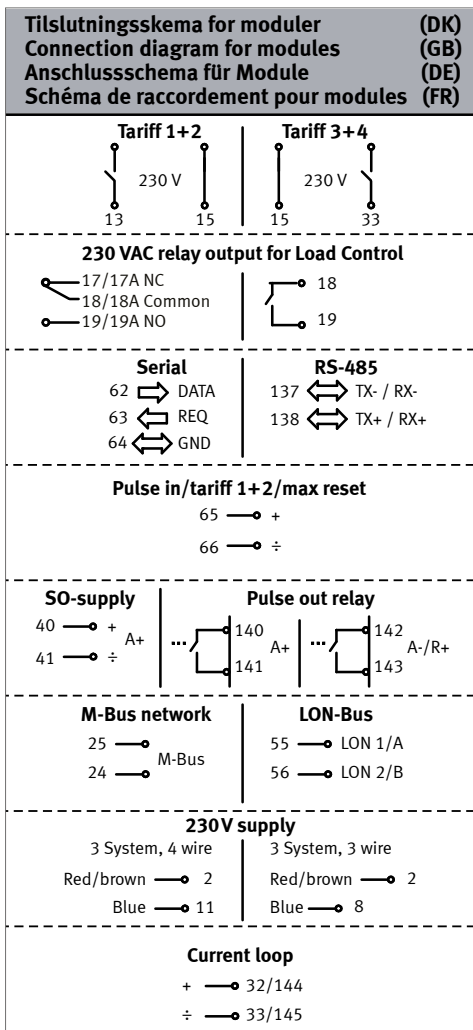 Tilslutningsskema for moduler (DK)
Connection diagram for modules (GB)
Anschlussschema für Module (DE)
Schéma de raccordement pour modules (FR)
Tariff 1+2
Tariff 3+4
230 V
230 V
13 15
15 33
230 VAC relay output for Load Control
17/17A NC
18/18A Common
19/19A NO
18
19
Serial
62 DATA
63 REQ
64 GND
RS-485
137 TX- / RX-
138 TX+ / RX+
Pulse in/tariff 1+2/max reset
65 +
66 ÷
SO-supply
40 +
A+
41 ÷
Pulse out relay
140
A+
141
142
A-/R+
143
M-Bus network
25
M-Bus
24
LON-Bus
55 LON 1/A
56 LON 2/B
230V supply
3 System, 4 wire
Red/brown 2
Blue 11
3 System, 3 wire
Red/brown 2
Blue 8
Current loop
+ 32/144
÷ 33/145